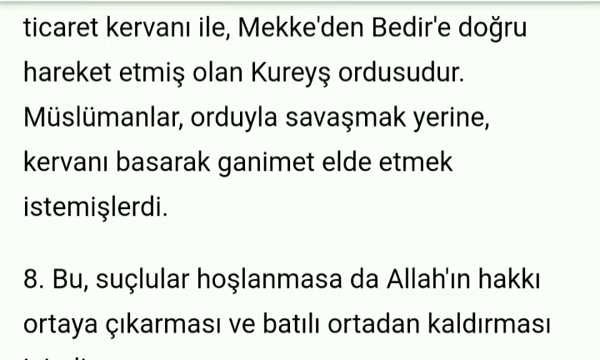 ticaret kervanı ile, Mekke'den Bedir'e doğru
hareket etmiş olan Kureyş ordusudur.
Müslümanlar, orduyla savaşmak yerine,
kervanı basarak ganimet elde etmek
istemişlerdi.
8. Bu, suçlular hoşlanmasa da Allah'ın hakkı
ortaya çıkarması ve batılı ortadan kaldırması